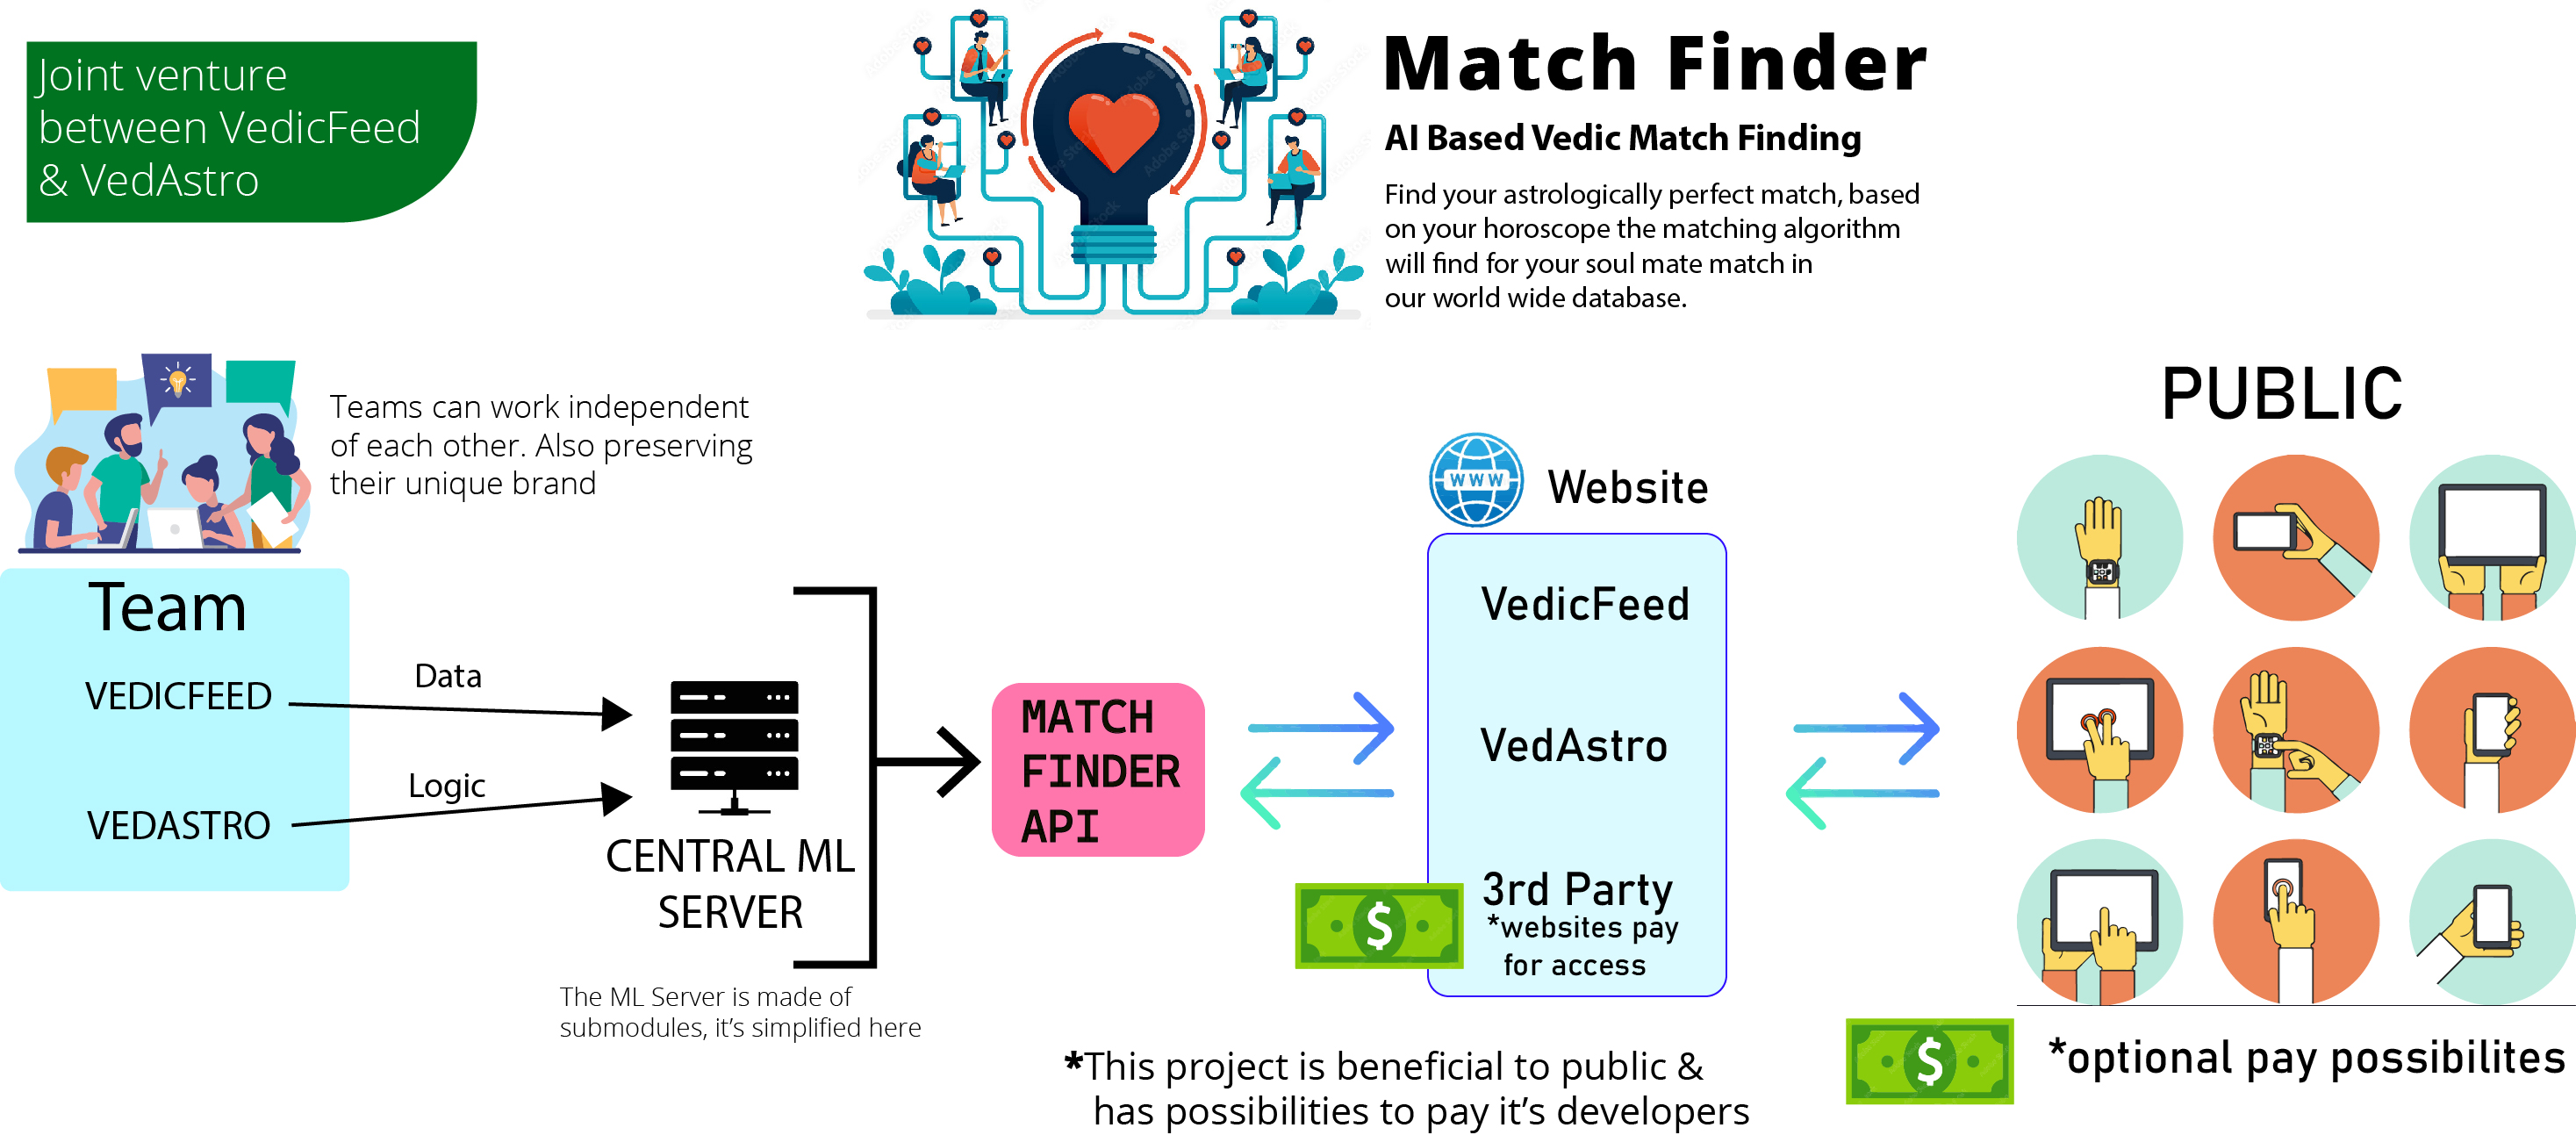 Joint venture
between VedicFeed
& VedAstro
Match Finder
AI Based Vedic Match Finding
Find your astrologically perfect match, based
on your horoscope the matching algorithm
will find for your soul mate match in
our world wide database.
Adobe Stock
Teams can work independent
of each other. Also preserving
their unique brand
Team
VEDICFEED
VEDASTRO
Data
Logic
CENTRAL ML
SERVER
The ML Server is made of
submodules, it’s simplified here
MATCH
FINDER
API
WWW
Website
VedicFeed
VedAstro
3rd Party
*websites pay
for access
$
PUBLIC
$
*optional pay possibilites
*This project is beneficial to public &
has possibilities to pay it’s developers